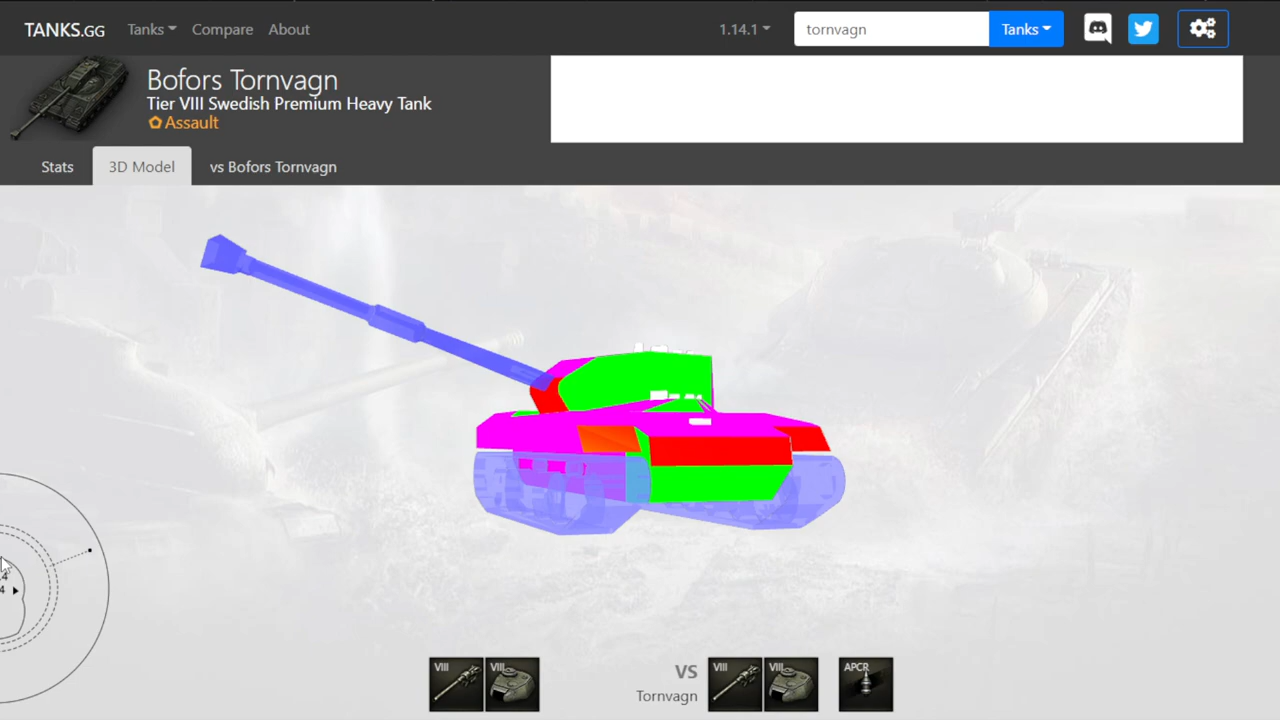 TANKS.GG Tanks Compare About 1.14.1 tornvagn Tanks
Bofors Tornvagn
Tier VIII Swedish Premium Heavy Tank
Assault
Stats 3D Model vs Bofors Tornvagn
4
VIII VIII VS VIII VIII APCR
Tornvagn